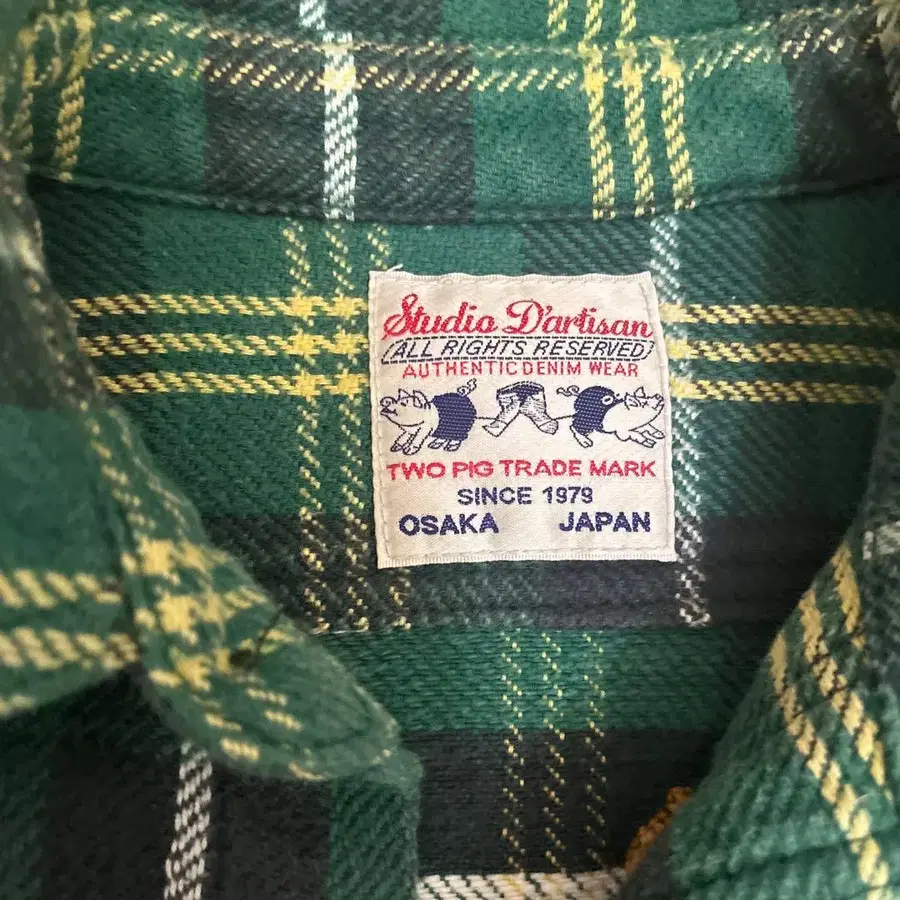 Studio D'artisan
ALL RIGHTS RESERVED
AUTHENTIC DENIM WEAR
TWO PIG TRADE MARK
SINCE 1979
OSAKA JAPAN